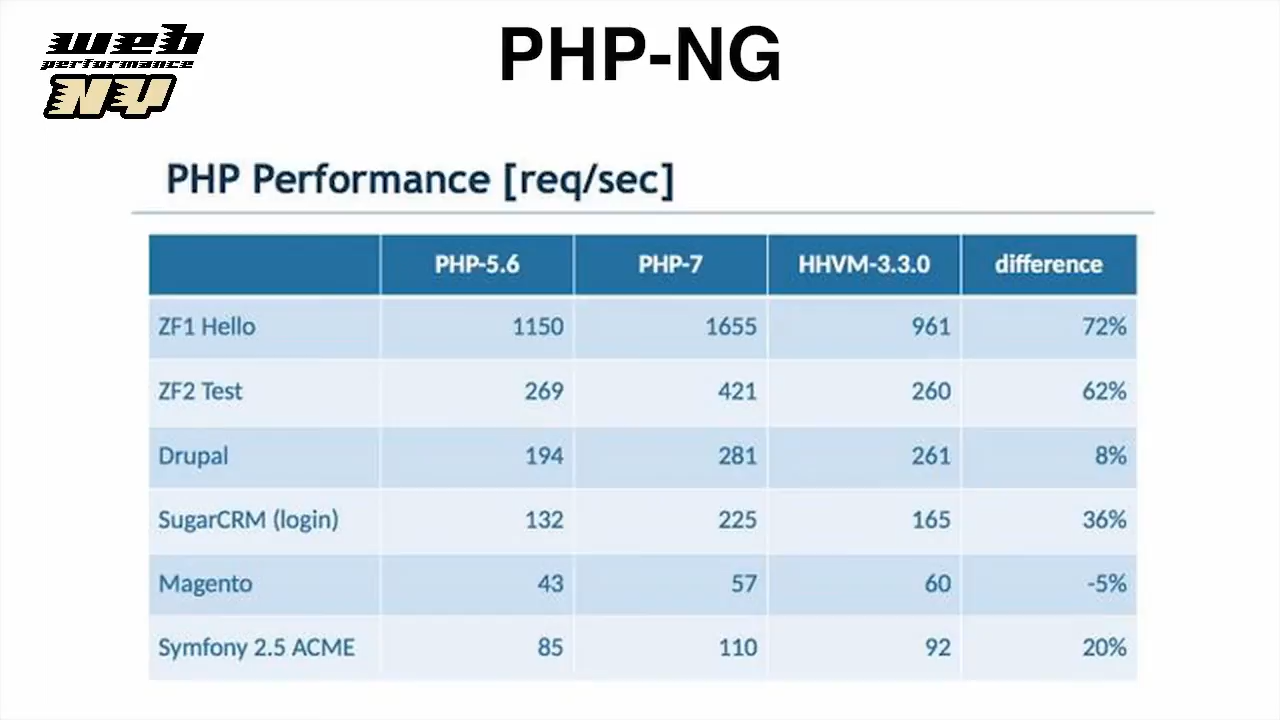 web
performance
NY
PHP-NG
PHP Performance [req/sec]
PHP-5.6 PHP-7 HHVM-3.3.0 difference
ZF1 Hello 1150 1655 961 72%
ZF2 Test 269 421 260 62%
Drupal 194 281 261 8%
SugarCRM (login) 132 225 165 36%
Magento 43 57 60 -5%
Symfony 2.5 ACME 85 110 92 20%